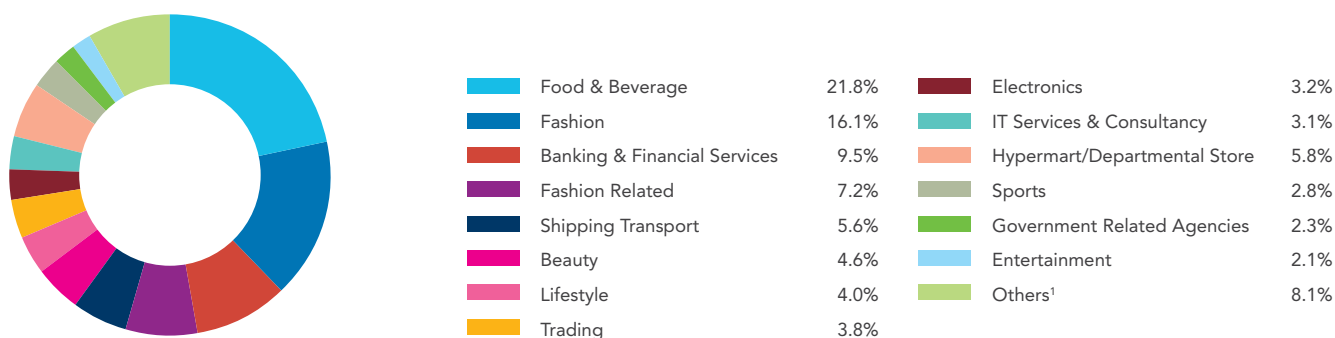 Food & Beverage 21.8%
Fashion 16.1%
Banking & Financial Services 9.5%
Fashion Related 7.2%
Shipping Transport 5.6%
Beauty 4.6%
Lifestyle 4.0%
Trading 3.8%
Electronics 3.2%
IT Services & Consultancy 3.1%
Hypermart/Departmental Store 5.8%
Sports 2.8%
Government Related Agencies 2.3%
Entertainment 2.1%
Others¹ 8.1%